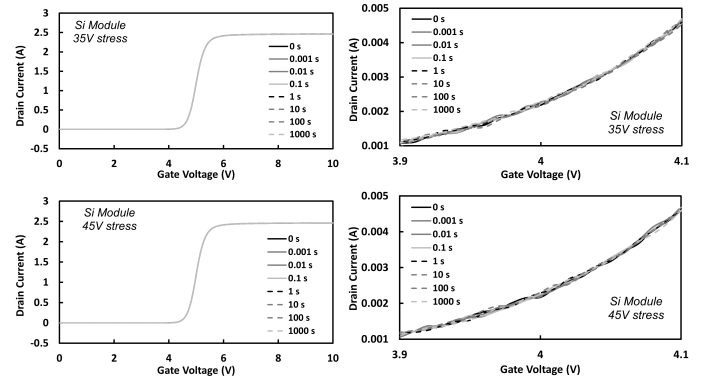 Si Module
35V stress
Drain Current (A)
3
2.5
2
1.5
1
0.5
0
-0.5
0 s
0.001 s
0.01 s
0.1 s
1 s
10 s
100 s
1000 s
0 2 4 6 8 10
Gate Voltage (V)
Drain Current (A)
0.005
0.004
0.003
0.002
0.001
0 s
0.001 s
0.01 s
0.1 s
1 s
10 s
100 s
1000 s
Si Module
35V stress
3.9 4 4.1
Gate Voltage (V)
Si Module
45V stress
Drain Current (A)
3
2.5
2
1.5
1
0.5
0
-0.5
0 s
0.001 s
0.01 s
0.1 s
1 s
10 s
100 s
1000 s
0 2 4 6 8 10
Gate Voltage (V)
Drain Current (A)
0.005
0.004
0.003
0.002
0.001
0 s
0.001 s
0.01 s
0.1 s
1 s
10 s
100 s
1000 s
Si Module
45V stress
3.9 4 4.1
Gate Voltage (V)